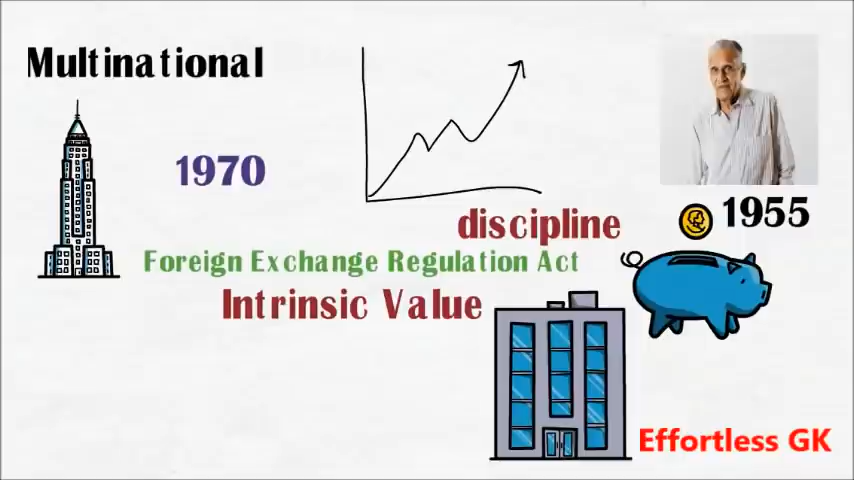 Multinational
1970
1955
discipline
Foreign Exchange Regulation Act
Intrinsic Value
Effortless GK